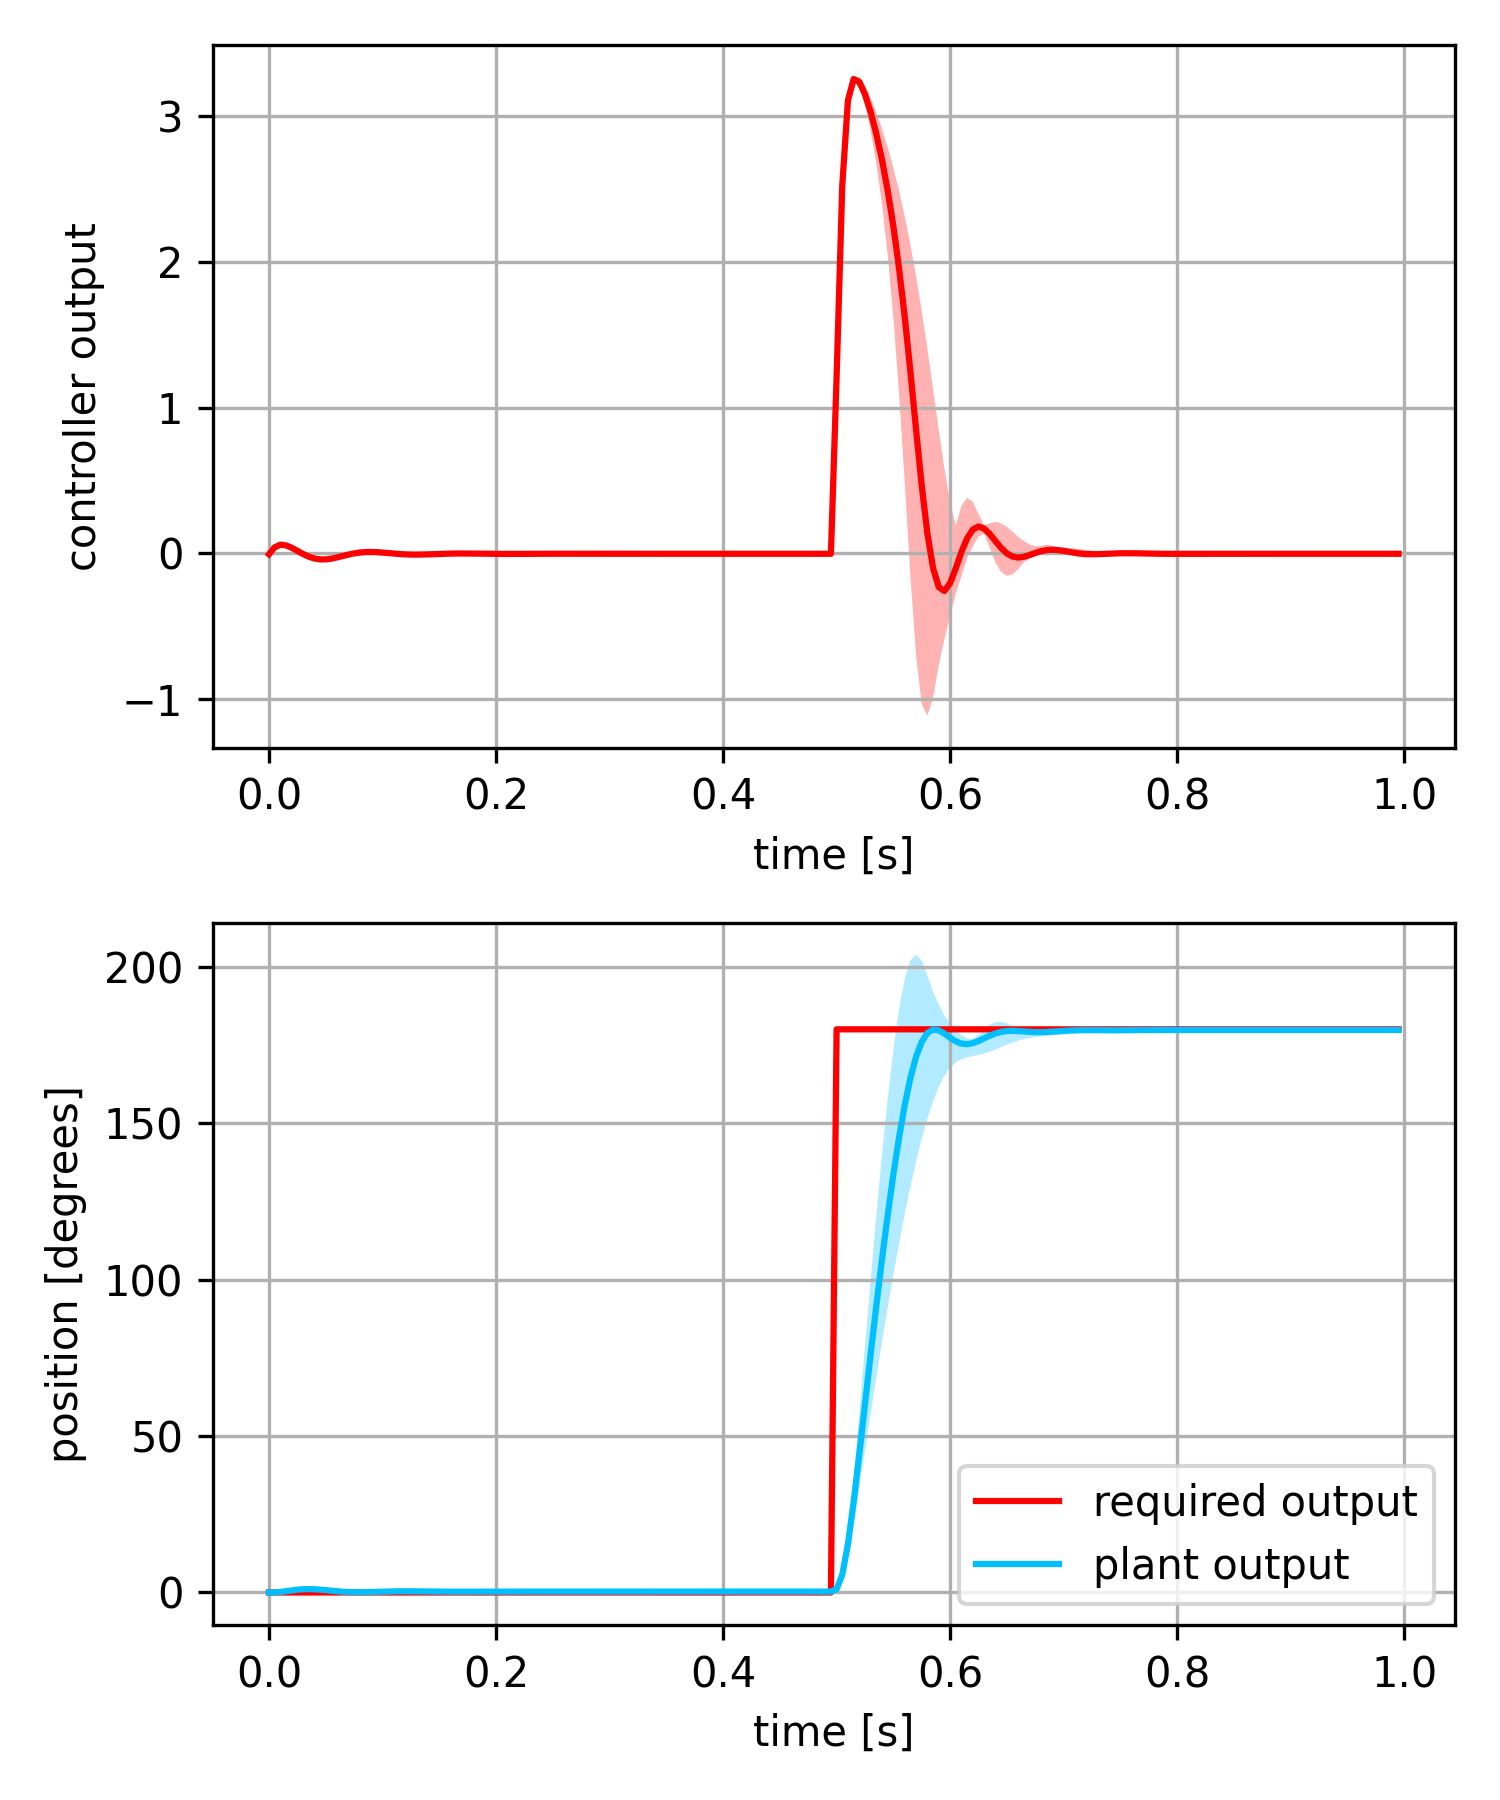 controller output
3
2
1
0
−1
0.0 0.2 0.4 0.6 0.8 1.0
time [s]
position [degrees]
200
150
100
50
0
required output
plant output
0.0 0.2 0.4 0.6 0.8 1.0
time [s]